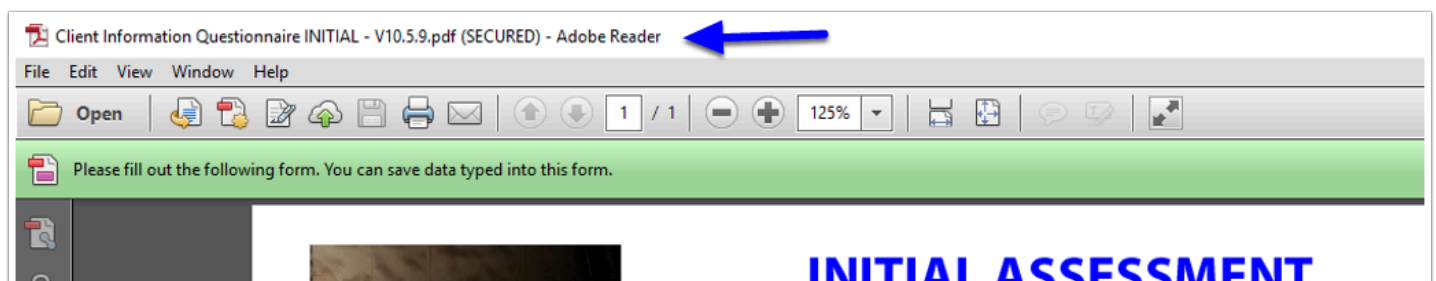 Client Information Questionnaire INITIAL - V10.5.9.pdf (SECURED) - Adobe Reader
File Edit View Window Help
Open 1 / 1 125%
Please fill out the following form. You can save data typed into this form.
INITIAL ASSESSMENT